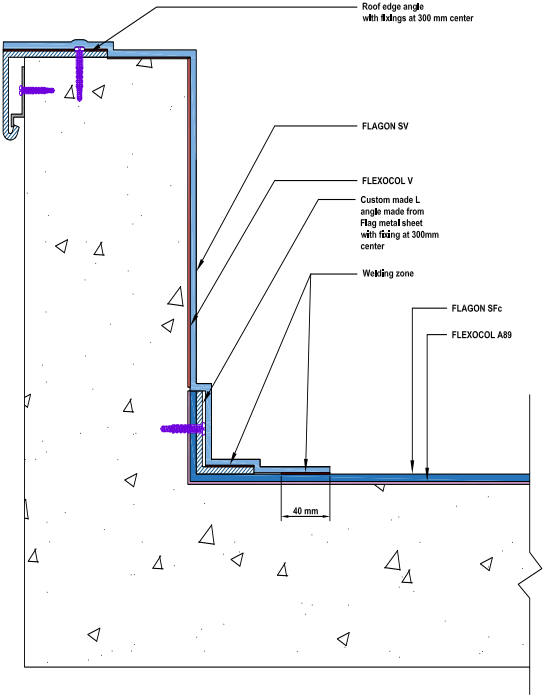 Roof edge angle
with fixings at 300 mm center
FLAGON SV
FLEXOCOL V
Custom made L
angle made from
Flag metal sheet
with fixing at 300mm
center
Welding zone
FLAGON SFc
FLEXOCOL A89
40 mm